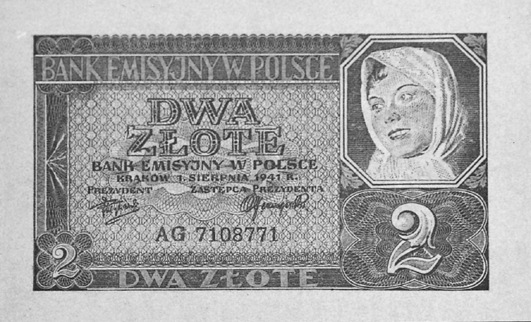 BANK EMISYJNY W POLSCE
DWA
ZŁOTE
BANK EMISYJNY W POLSCE
KRAKÓW 1. SIERPNIA 1941 R.
PREZYDENT ZASTĘPCA PREZYDENTA
AG 7108771
2
2
DWA ZŁOTE